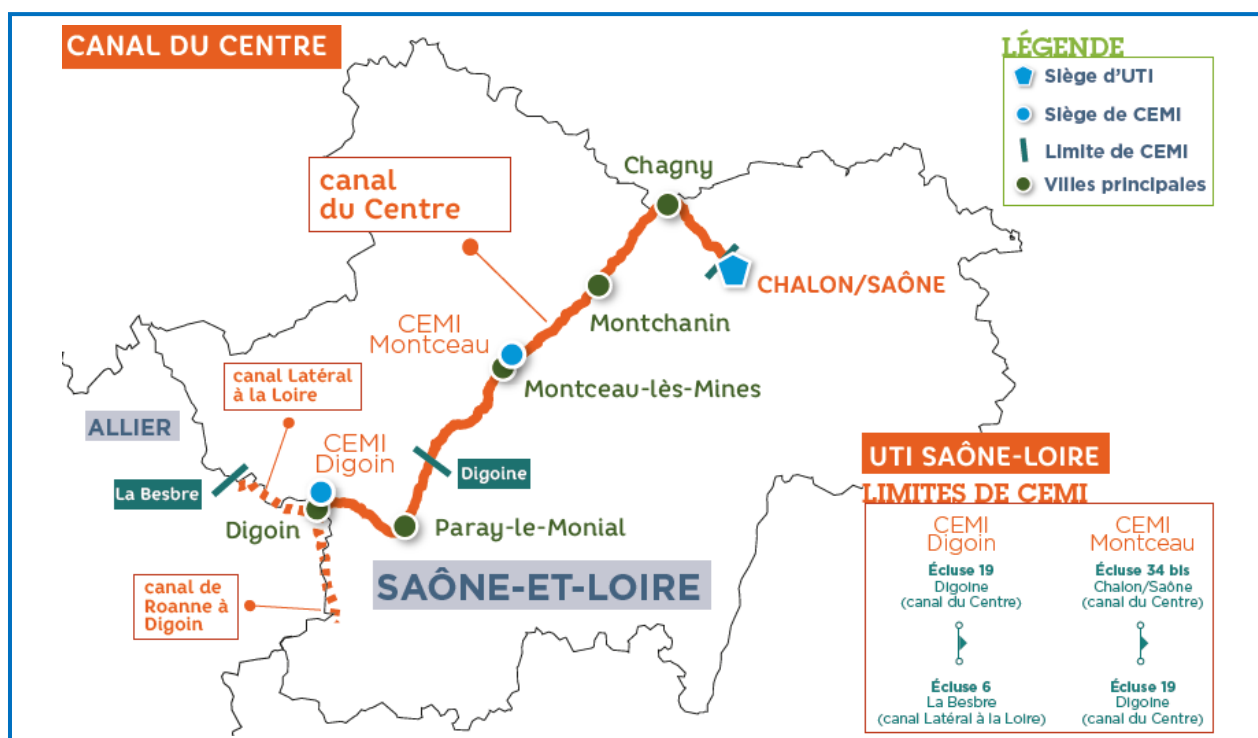 CANAL DU CENTRE
LÉGENDE
Siège d'UTI
Siège de CEMI
Limite de CEMI
Villes principales
Chagny
canal
du Centre
CHALON/SAÔNE
Montchanin
CEMI
Montceau
Montceau-lès-Mines
canal Latéral
à la Loire
ALLIER
CEMI
Digoin
Digoine
La Besbre
Digoin
Paray-le-Monial
SAÔNE-ET-LOIRE
canal de
Roanne à
Digoin
UTI SAÔNE-LOIRE
LIMITES DE CEMI
CEMI
Digoin
Écluse 19
Digoine
(canal du Centre)
Écluse 6
La Besbre
(canal Latéral à la Loire)
CEMI
Montceau
Écluse 34 bis
Chalon/Saône
(canal du Centre)
Écluse 19
Digoine
(canal du Centre)